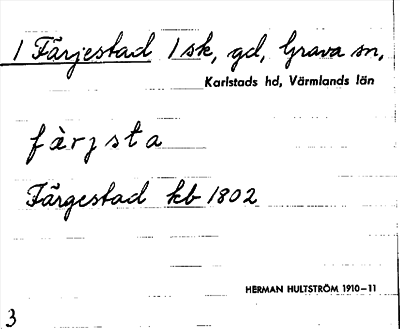 1 Färjestad 1 sk, gd, Grava sn,
Karlstads hd, Värmlands län
fàrjsta
Färgestad kb 1802
HERMAN HULTSTRÖM 1910–11
3